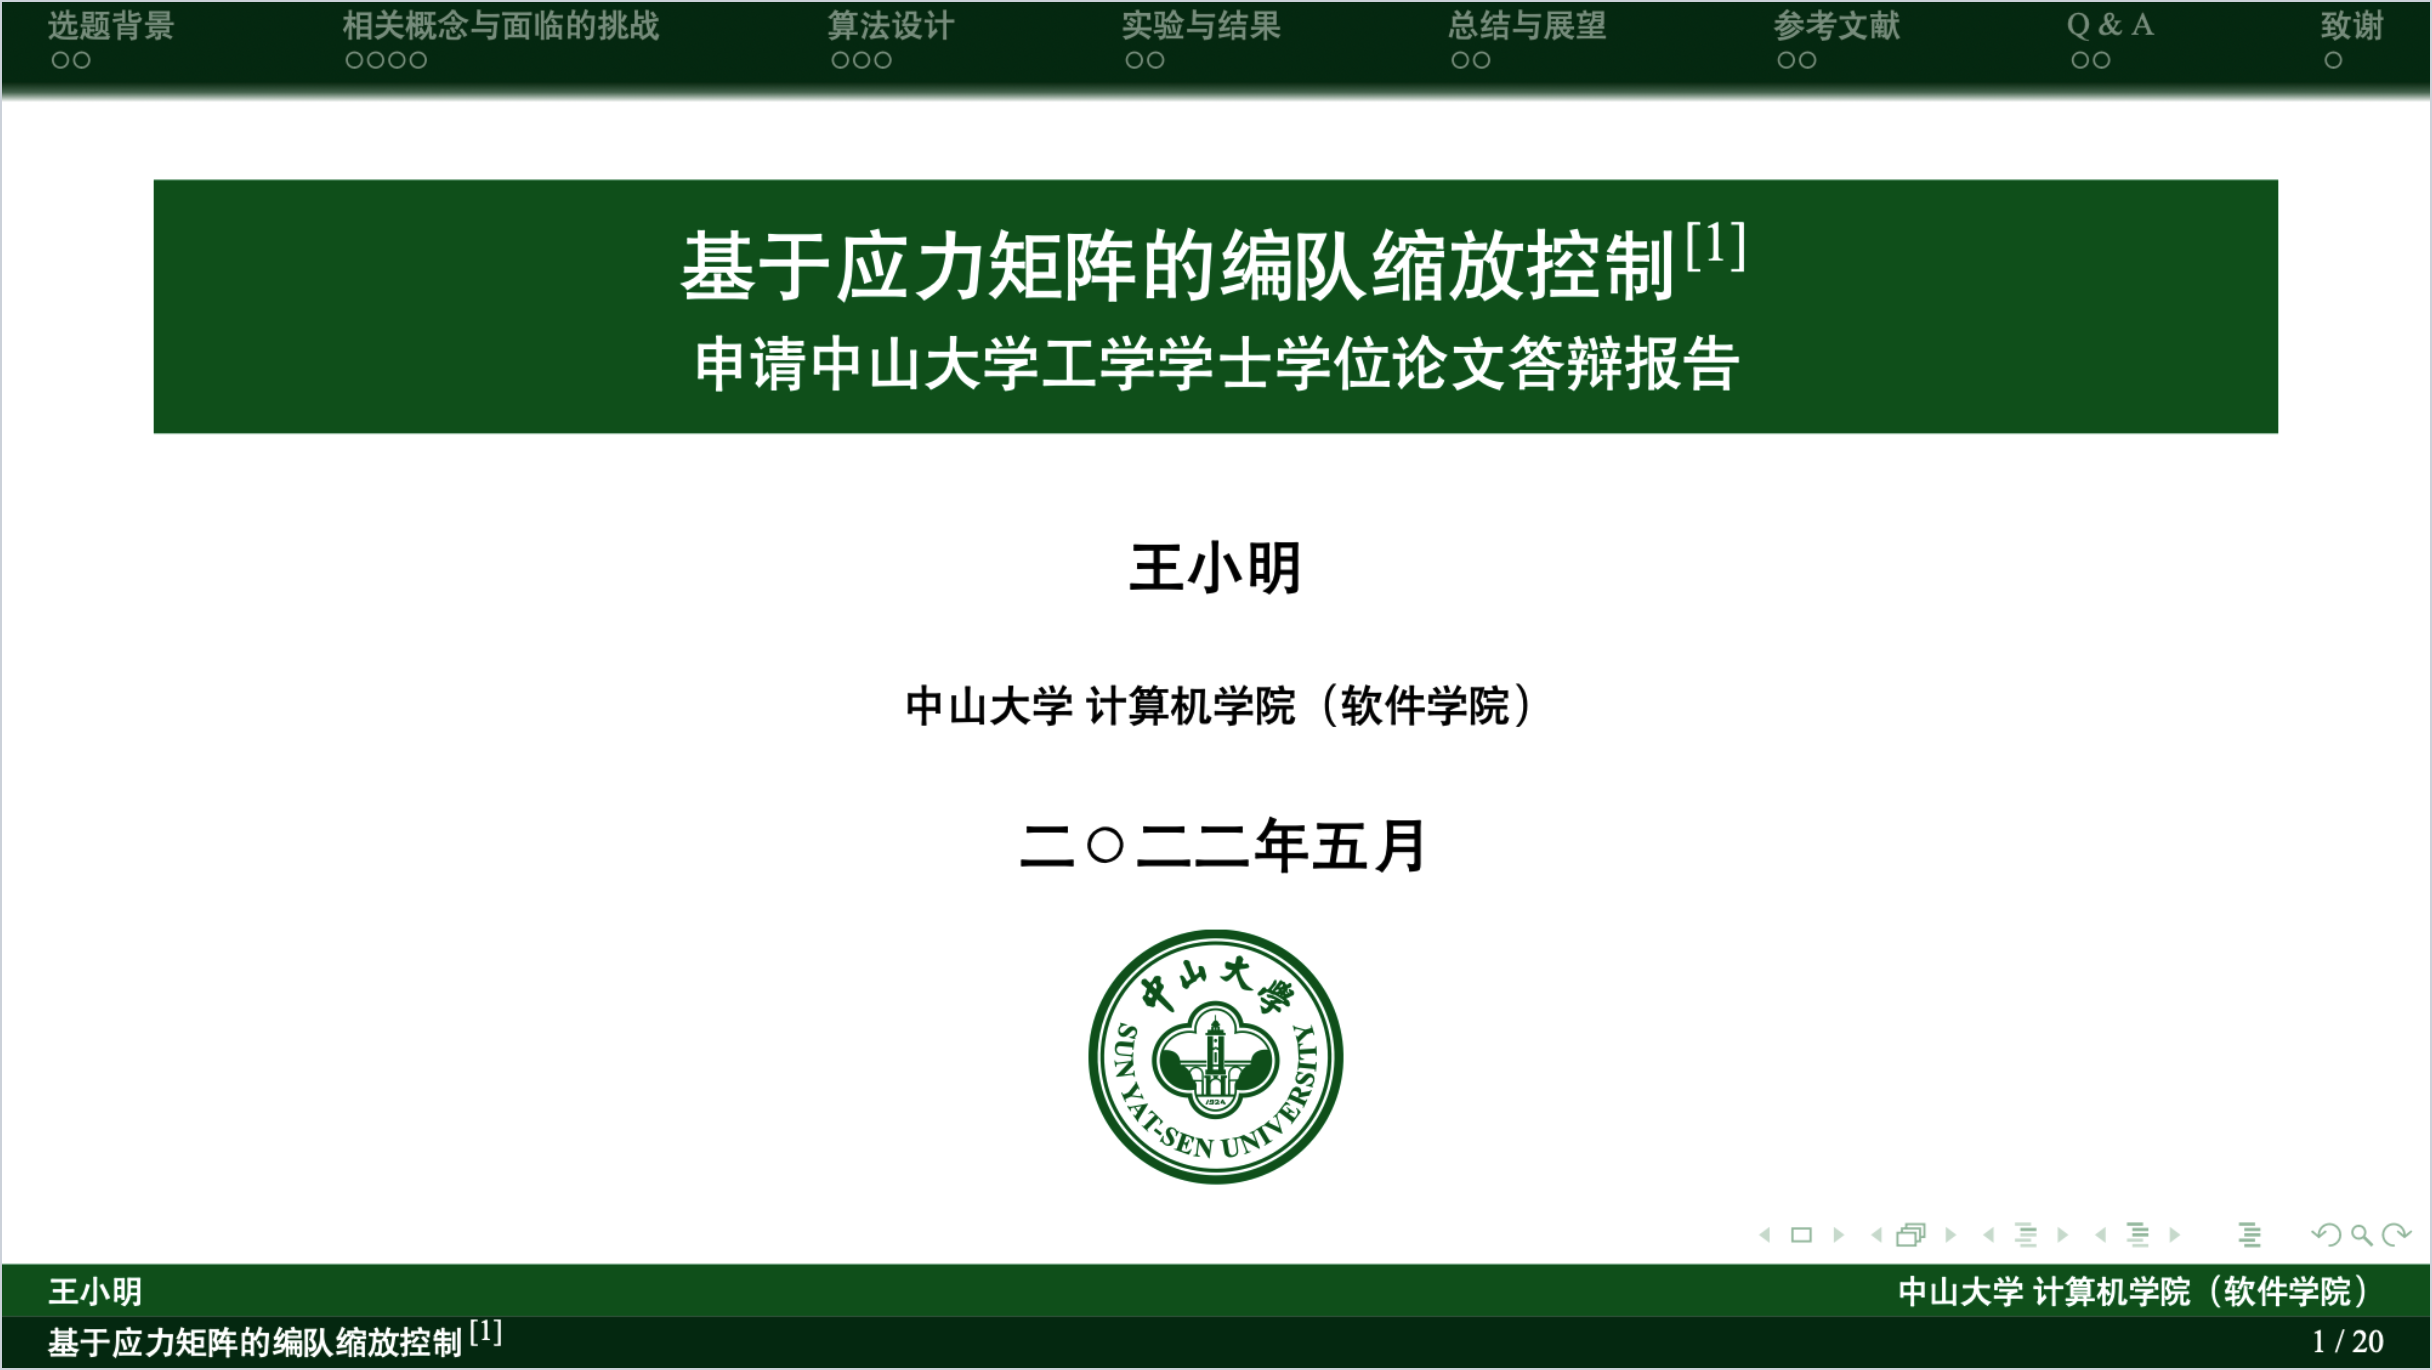 选题背景 相关概念与面临的挑战 算法设计 实验与结果 总结与展望 参考文献 Q & A 致谢
基于应力矩阵的编队缩放控制[1]
申请中山大学工学学士学位论文答辩报告
王小明
中山大学 计算机学院（软件学院）
二〇二二年五月
中山大學
SUN YAT-SEN UNIVERSITY
1924
王小明 中山大学 计算机学院（软件学院）
基于应力矩阵的编队缩放控制[1] 1 / 20